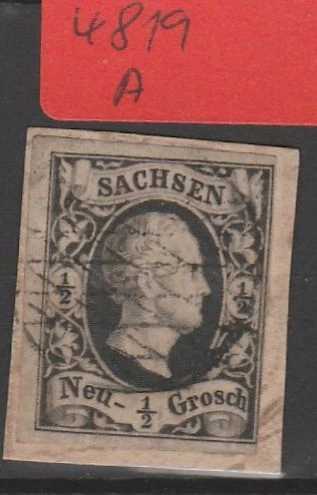 4819
A
SACHSEN
½ ½
Neu- ½ Grosch